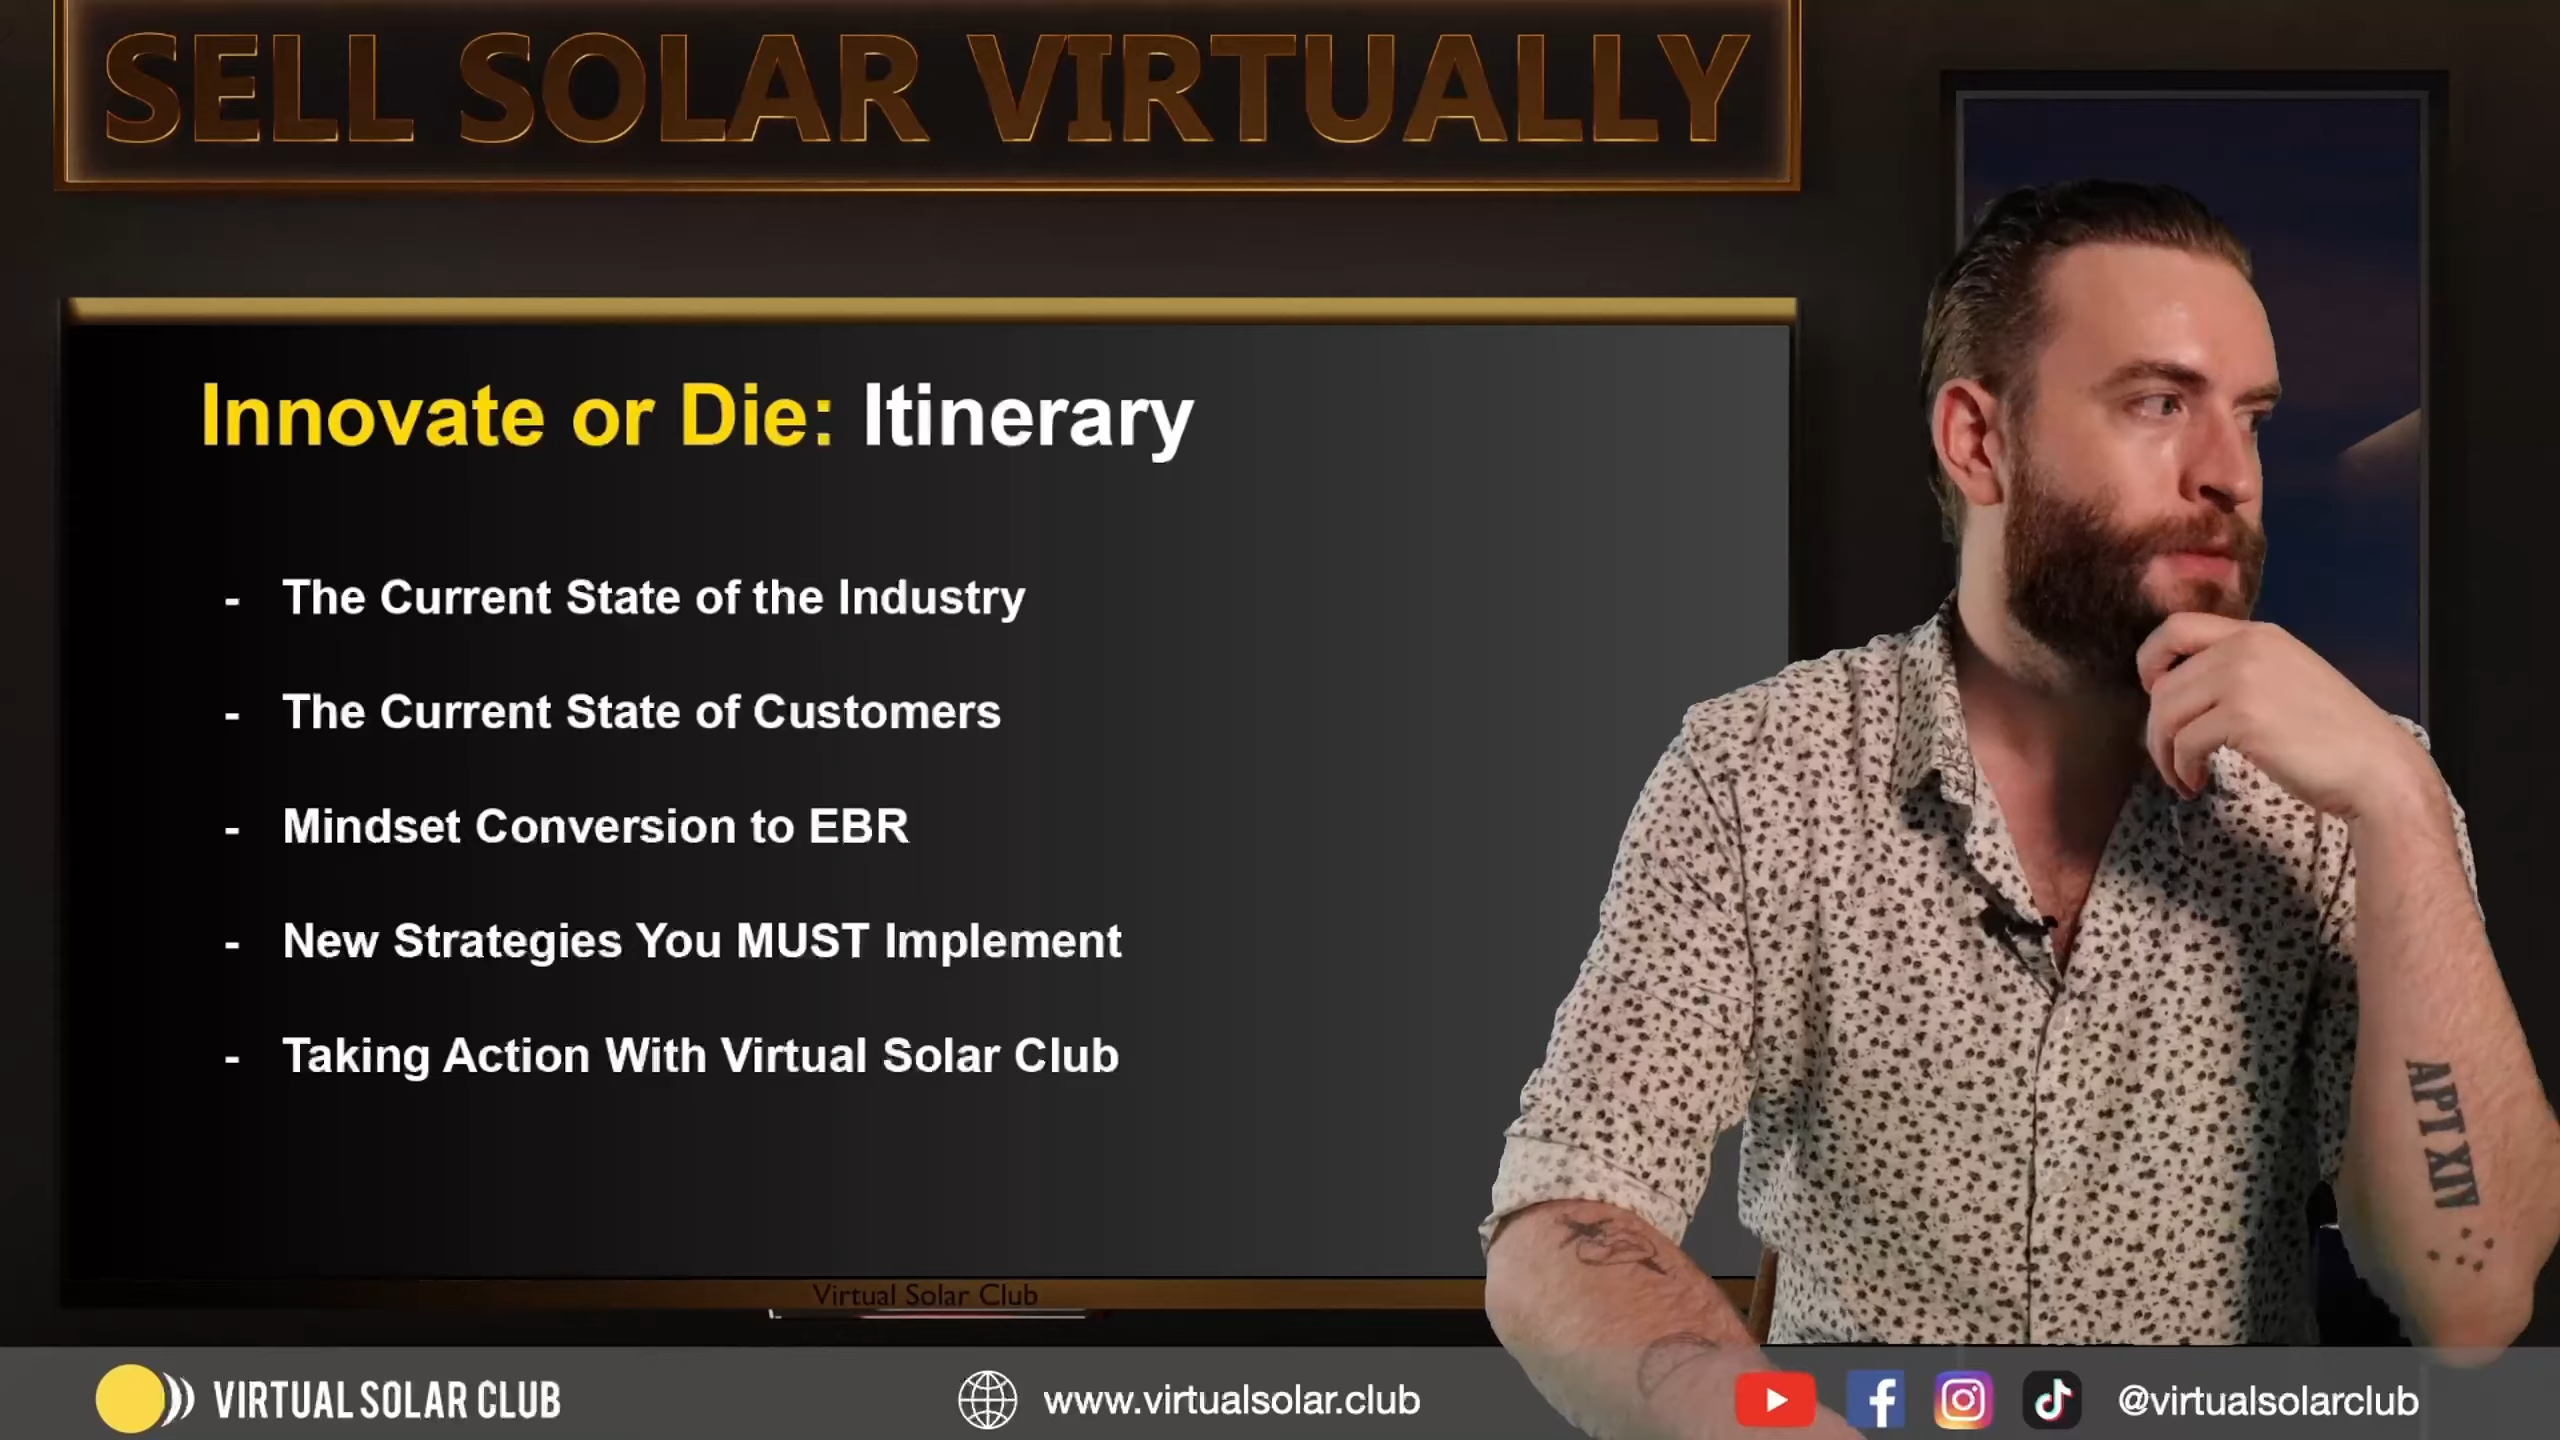 SELL SOLAR VIRTUALLY
Innovate or Die: Itinerary
- The Current State of the Industry
- The Current State of Customers
- Mindset Conversion to EBR
- New Strategies You MUST Implement
- Taking Action With Virtual Solar Club
APT XIV
Virtual Solar Club
VIRTUAL SOLAR CLUB
www.virtualsolar.club
@virtualsolarclub